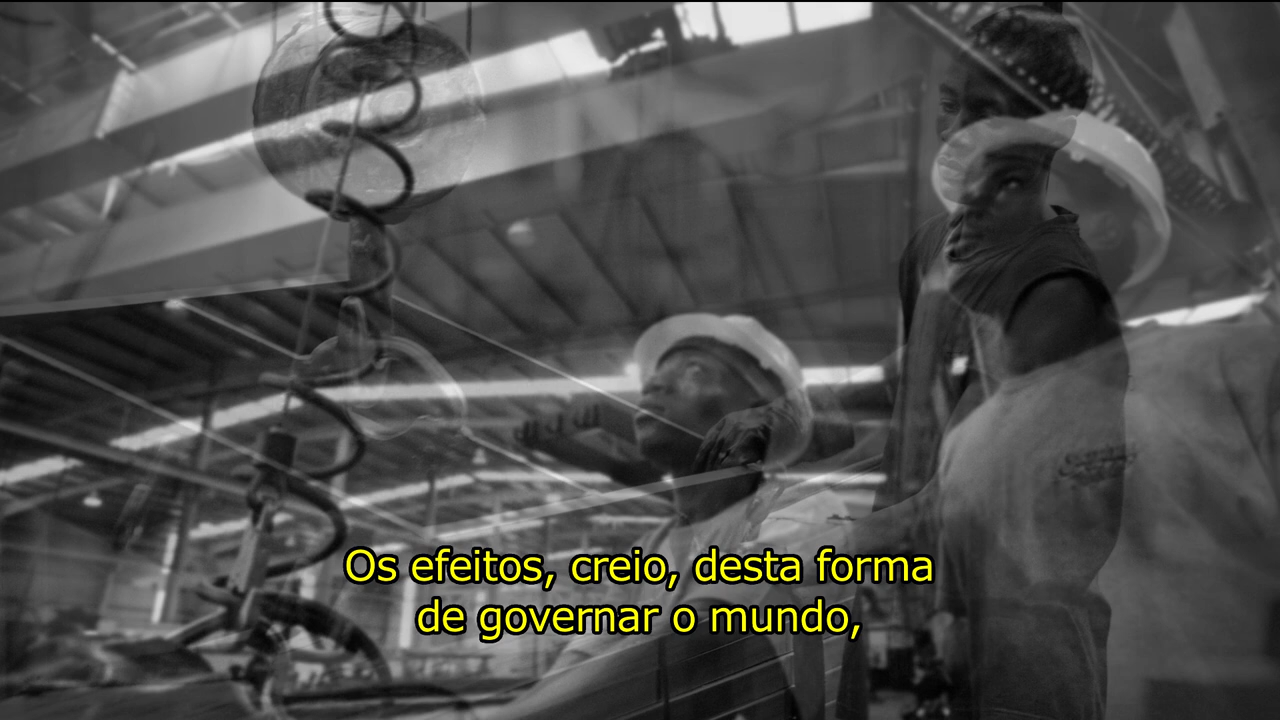 Os efeitos, creio, desta forma
de governar o mundo,